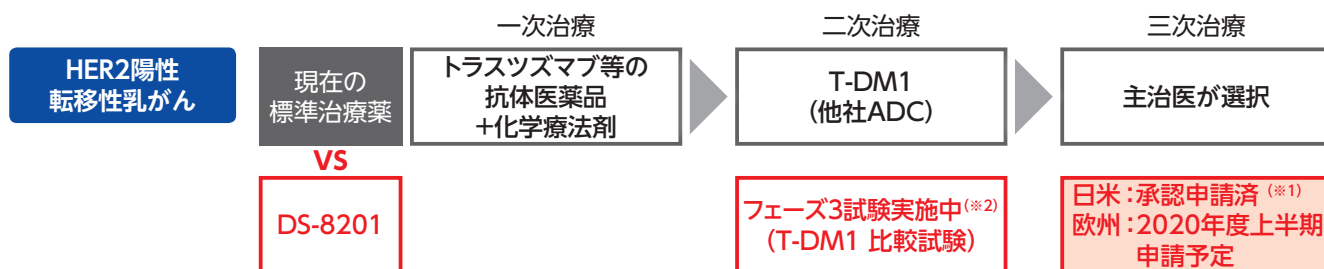 一次治療
二次治療
三次治療
HER2陽性
転移性乳がん
現在の
標準治療薬
トラスツズマブ等の
抗体医薬品
+化学療法剤
T-DM1
(他社ADC)
主治医が選択
VS
DS-8201
フェーズ3試験実施中(※2)
(T-DM1 比較試験)
日米:承認申請済(※1)
欧州:2020年度上半期
申請予定